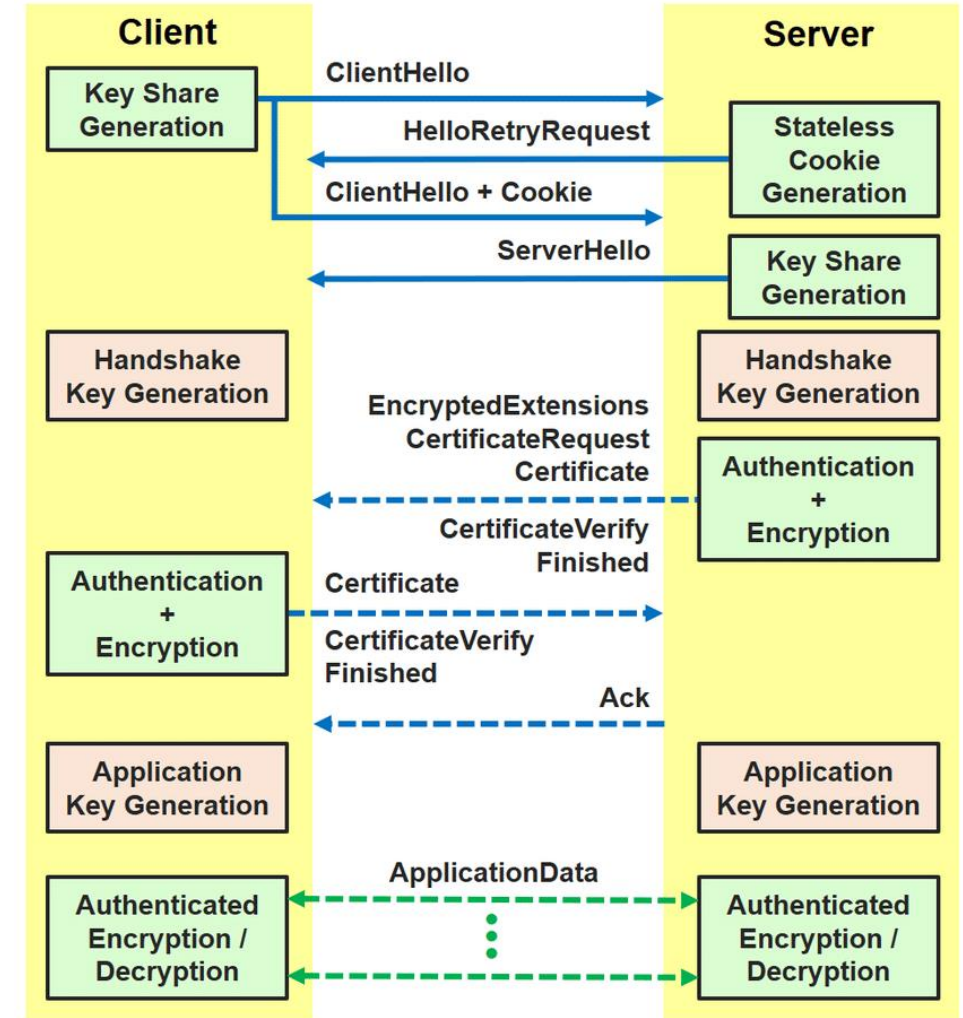 Client
Server
Key Share
Generation
ClientHello
HelloRetryRequest
Stateless
Cookie
Generation
ClientHello + Cookie
ServerHello
Key Share
Generation
Handshake
Key Generation
Handshake
Key Generation
EncryptedExtensions
CertificateRequest
Certificate
Authentication
+
Encryption
CertificateVerify
Finished
Authentication
+
Encryption
Certificate
CertificateVerify
Finished
Ack
Application
Key Generation
Application
Key Generation
ApplicationData
Authenticated
Encryption /
Decryption
Authenticated
Encryption /
Decryption